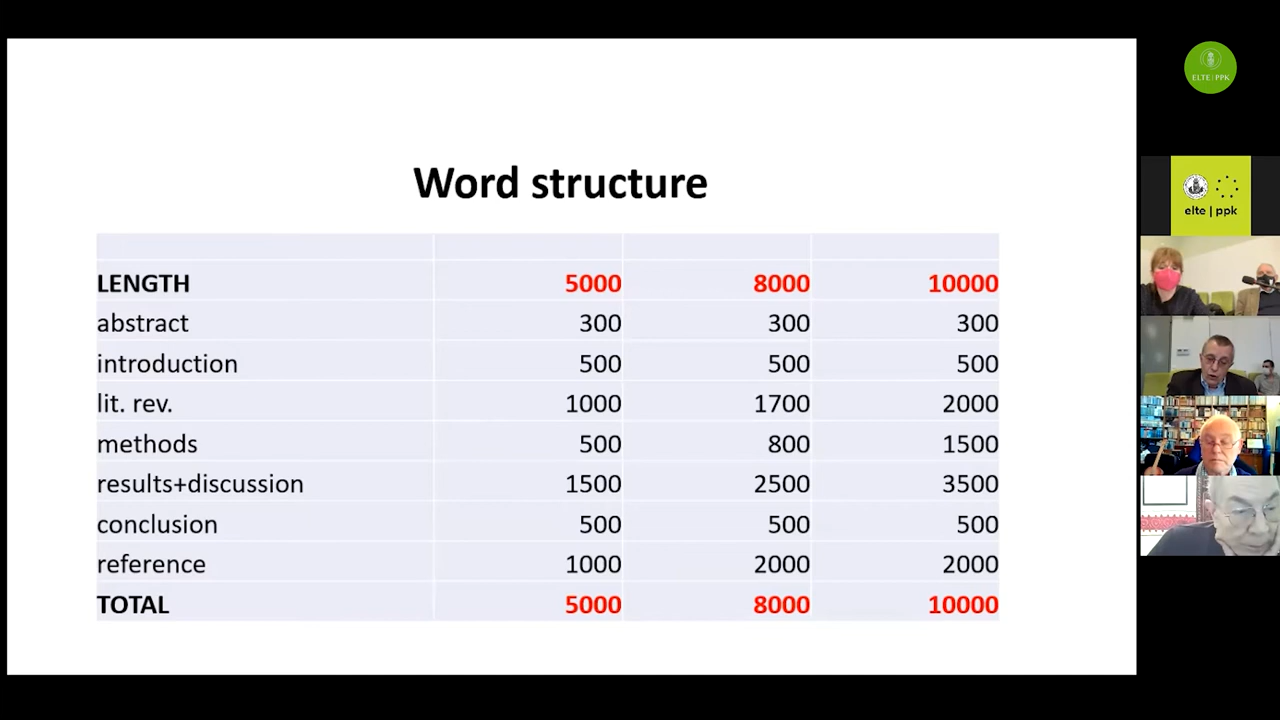 ELTE | PPK
elte | ppk
Word structure
LENGTH 5000 8000 10000
abstract 300 300 300
introduction 500 500 500
lit. rev. 1000 1700 2000
methods 500 800 1500
results+discussion 1500 2500 3500
conclusion 500 500 500
reference 1000 2000 2000
TOTAL 5000 8000 10000